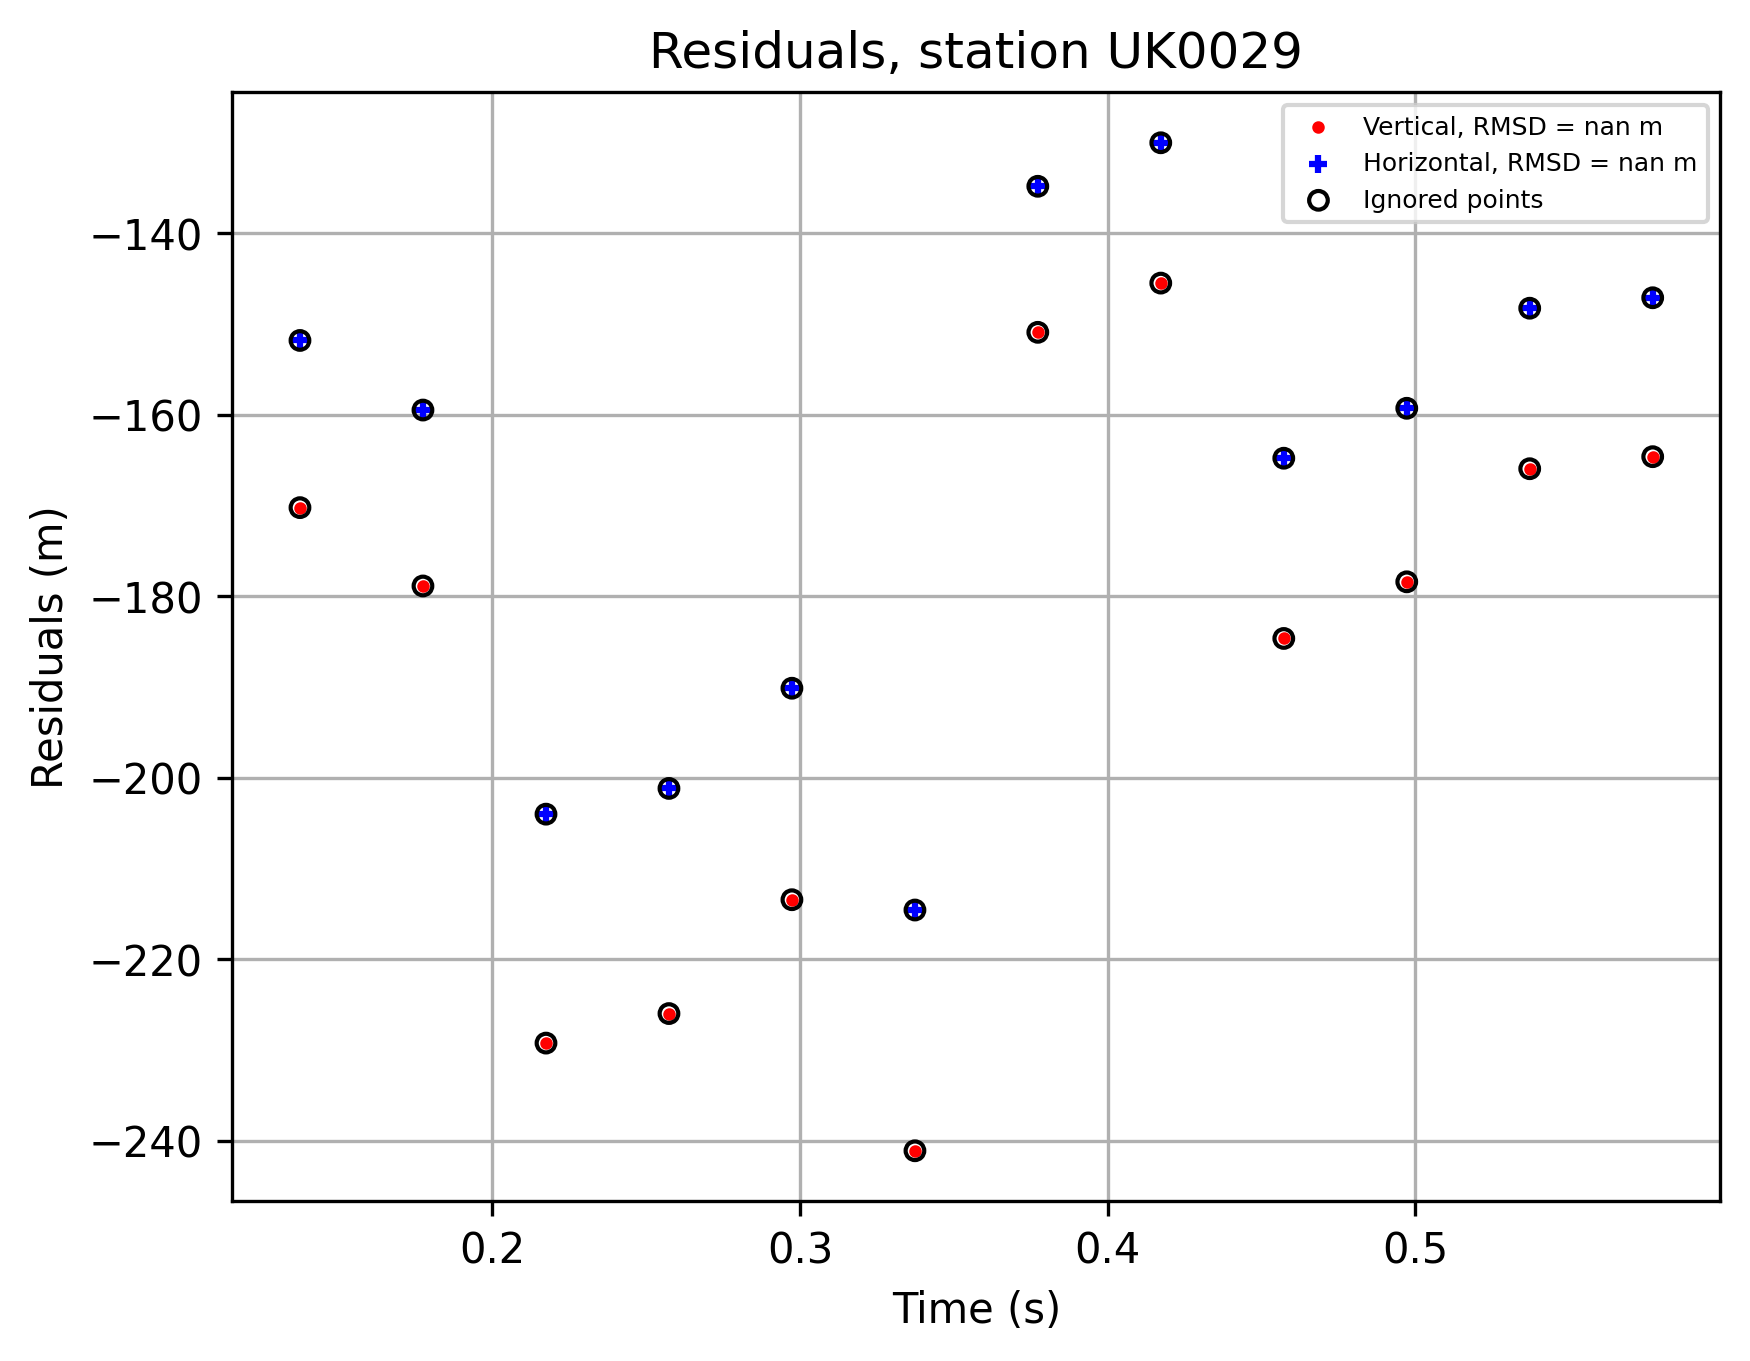 Residuals, station UK0029
Vertical, RMSD = nan m
Horizontal, RMSD = nan m
Ignored points
−140
−160
−180
−200
−220
−240
Residuals (m)
0.2 0.3 0.4 0.5
Time (s)